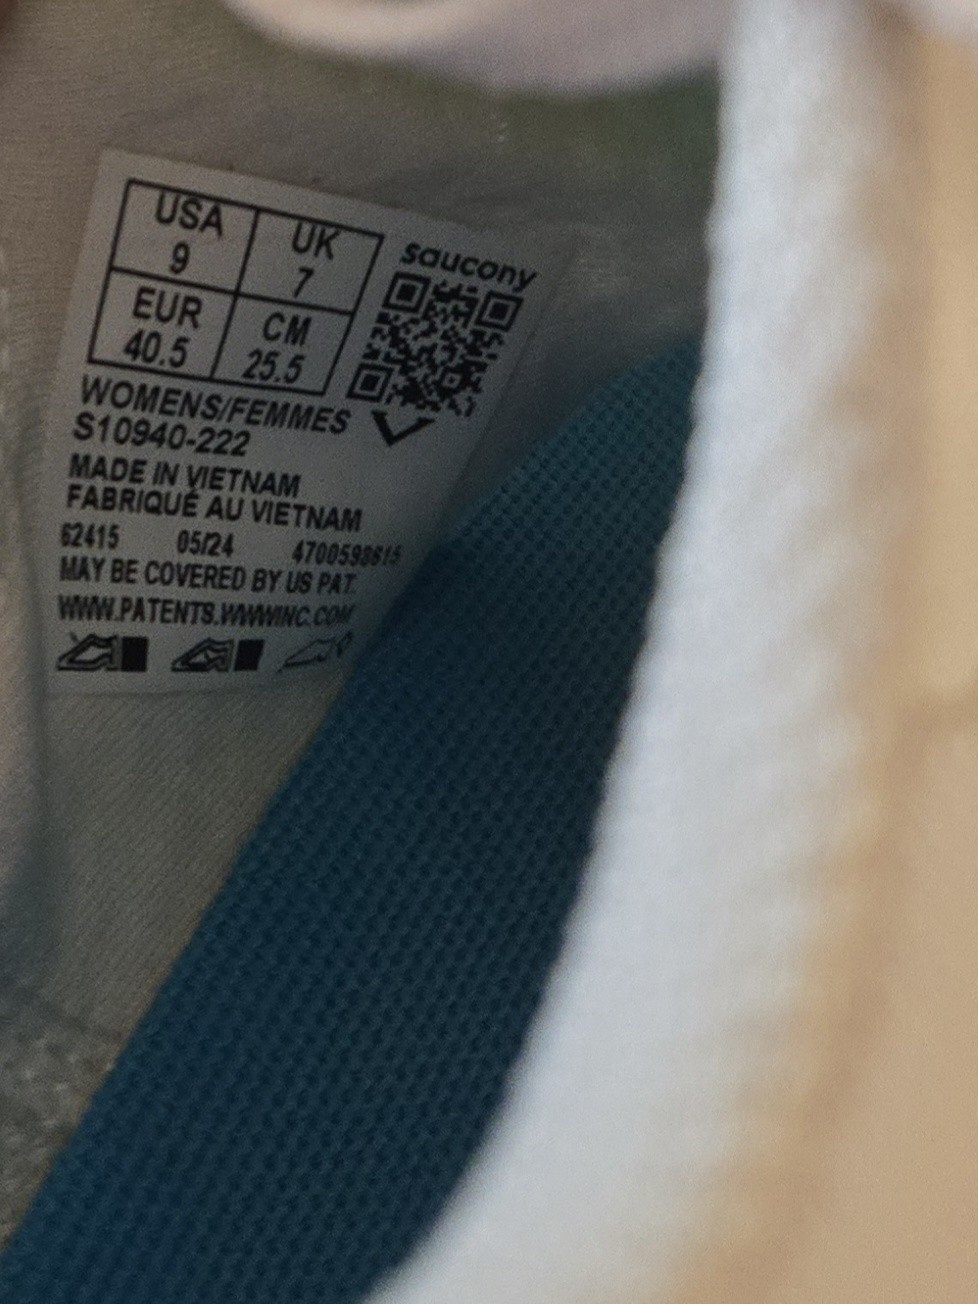 USA UK
9 7
EUR CM
40.5 25.5
saucony
WOMENS/FEMMES
S10940-222
MADE IN VIETNAM
FABRIQUÉ AU VIETNAM
62415 05/24 4700598615
MAY BE COVERED BY US PAT.
WWW.PATENTS.WWWINC.COM